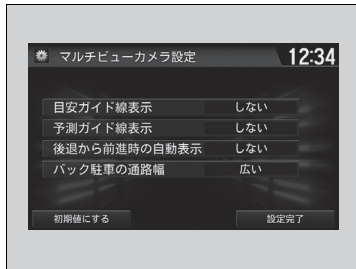 マルチビューカメラ設定 12:34
目安ガイド線表示 しない
予測ガイド線表示 しない
後退から前進時の自動表示 しない
バック駐車の通路幅 広い
初期値にする 設定完了